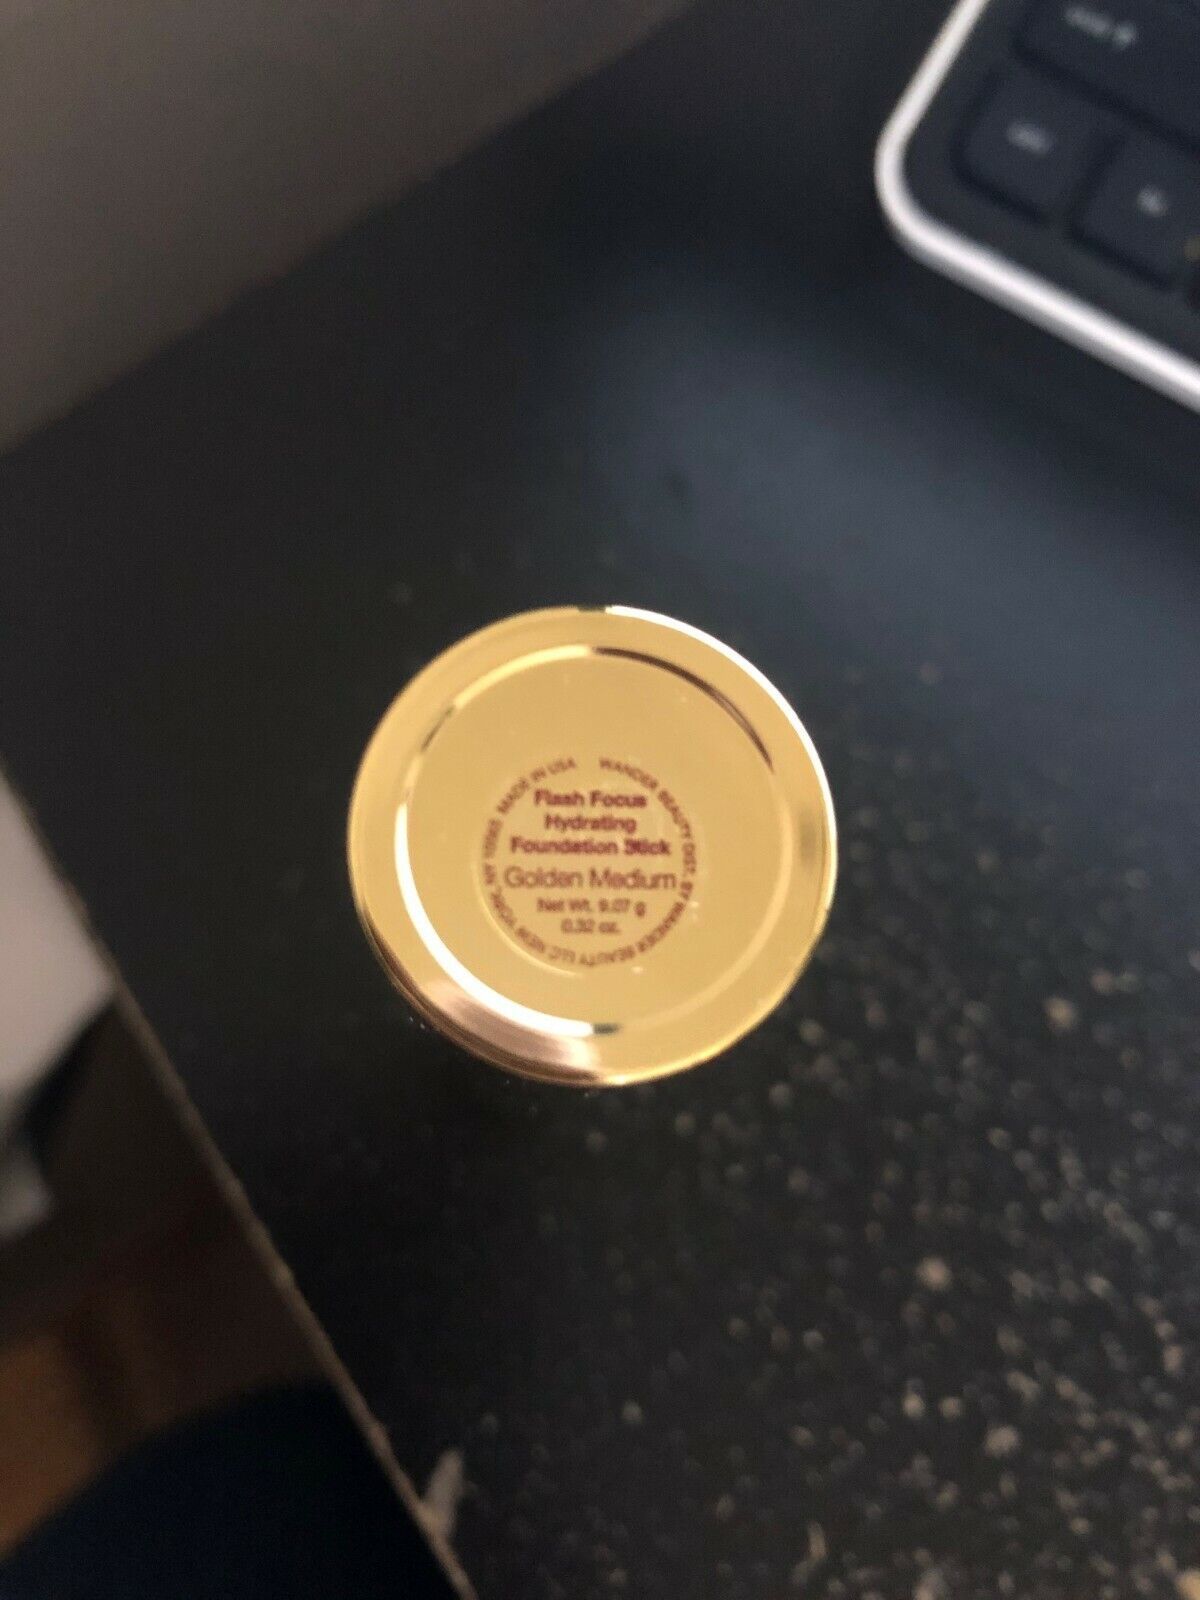 MADE IN USA
WANDER BEAUTY DIST. BY WANDER BEAUTY LLC NEW YORK, NY
Flash Focus
Hydrating
Foundation Stick
Golden Medium
Net Wt. 9.07 g
0.32 oz.